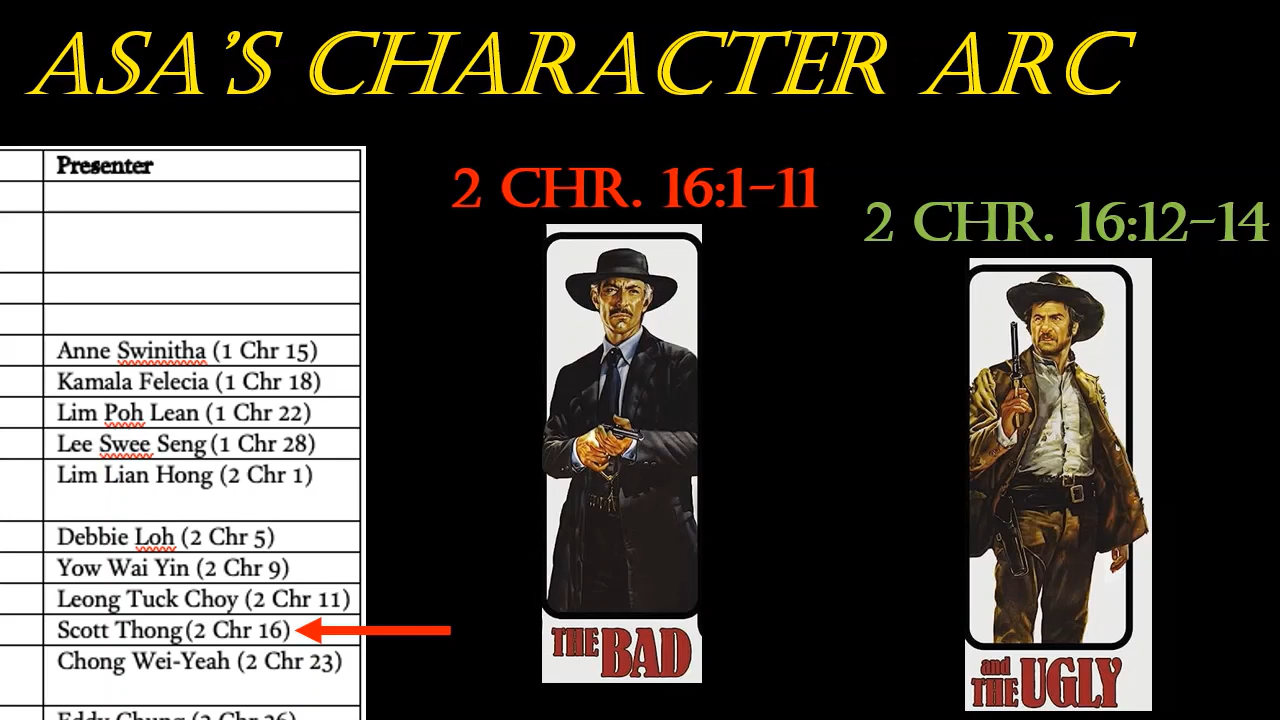 ASA'S CHARACTER ARC
Presenter
Anne Swinitha (1 Chr 15)
Kamala Felecia (1 Chr 18)
Lim Poh Lean (1 Chr 22)
Lee Swee Seng (1 Chr 28)
Lim Lian Hong (2 Chr 1)
Debbie Loh (2 Chr 5)
Yow Wai Yin (2 Chr 9)
Leong Tuck Choy (2 Chr 11)
Scott Thong (2 Chr 16)
Chong Wei-Yeah (2 Chr 23)
2 CHR. 16:1-11
THE BAD
2 CHR. 16:12-14
and
THE UGLY